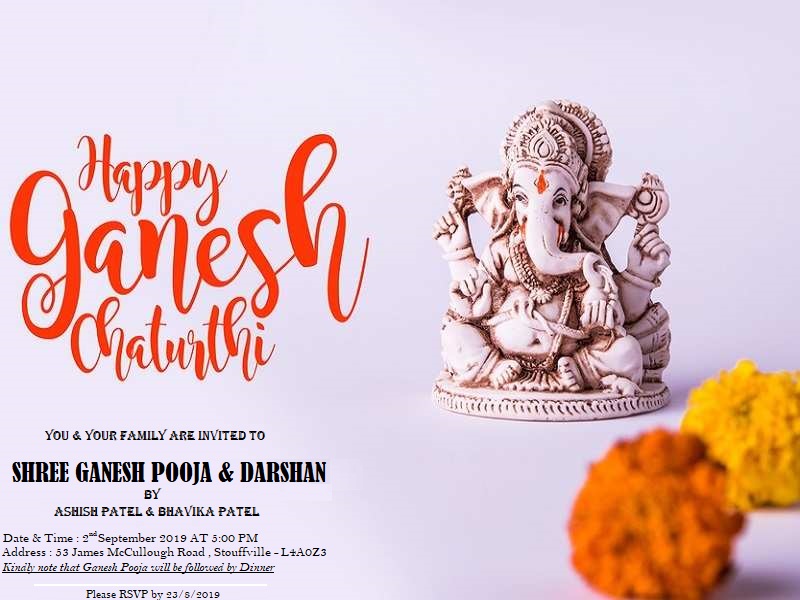 Happy
Ganesh
Chaturthi
YOU & YOUR FAMILY ARE INVITED TO
SHREE GANESH POOJA & DARSHAN
BY
ASHISH PATEL & BHAVIKA PATEL
Date & Time : 2nd September 2019 AT 5:00 PM
Address : 53 James McCullough Road , Stouffville - L4A0Z3
Kindly note that Ganesh Pooja will be followed by Dinner
Please RSVP by 23/8/2019